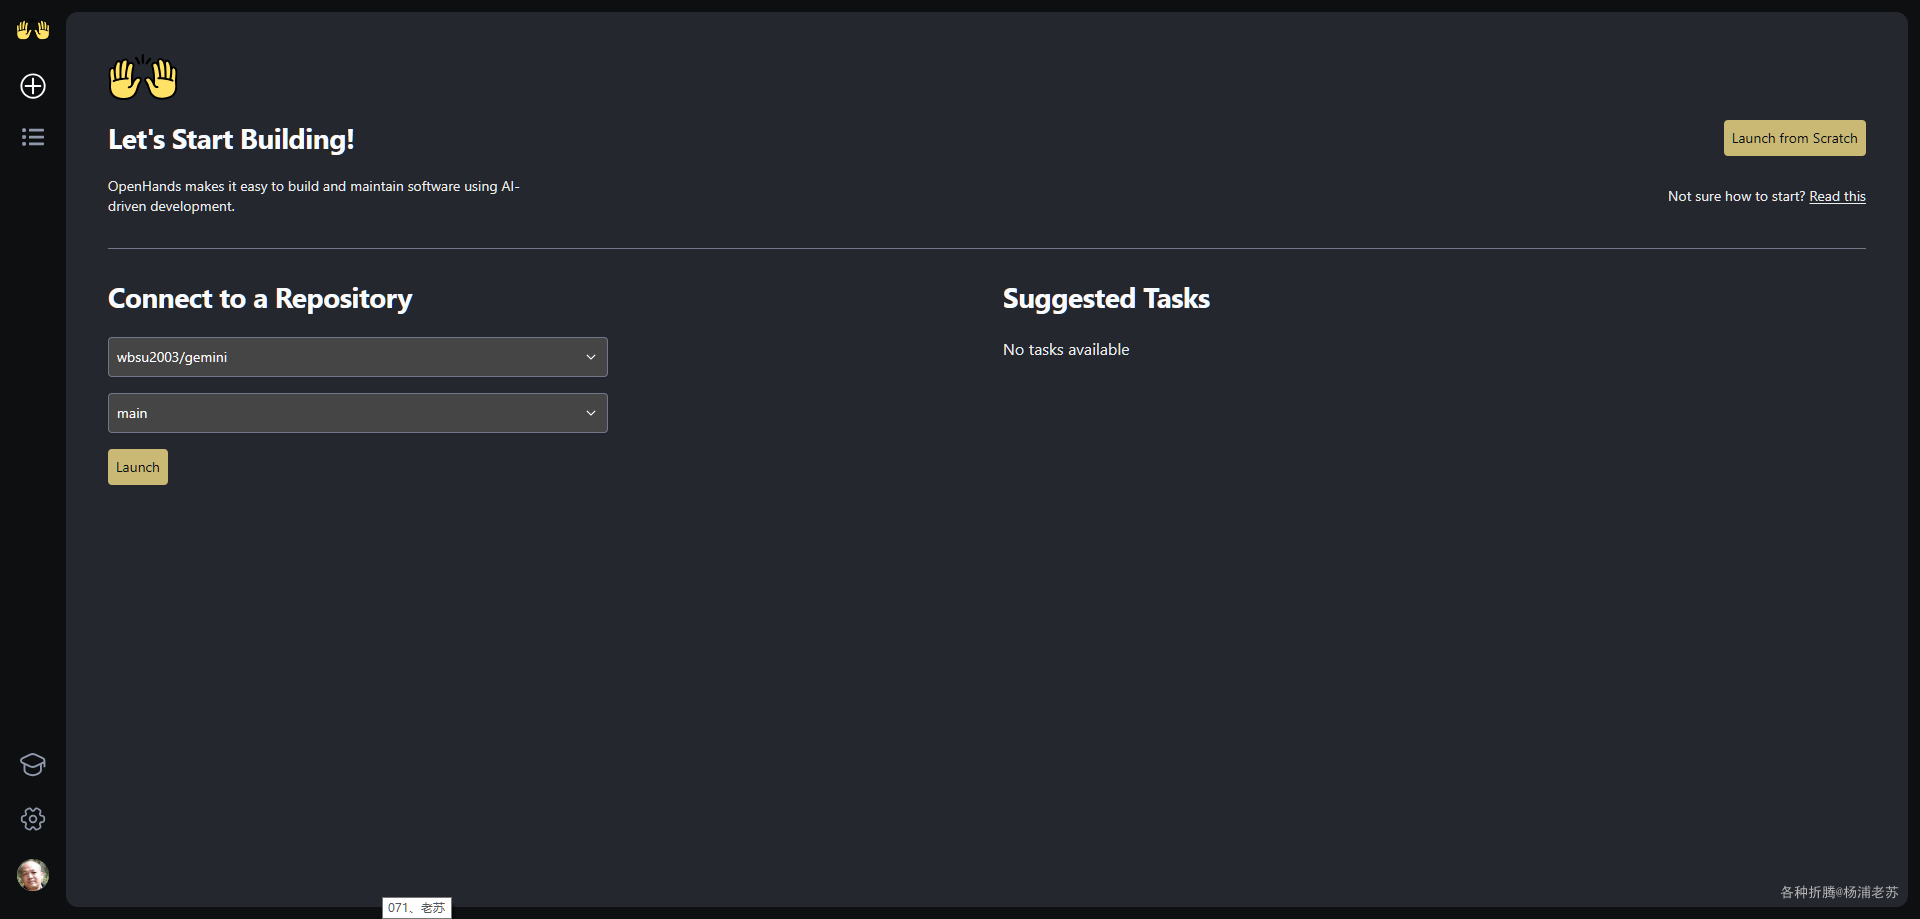 Let's Start Building!
Launch from Scratch
OpenHands makes it easy to build and maintain software using AI-
driven development.
Not sure how to start? Read this
Connect to a Repository
wbsu2003/gemini
main
Launch
Suggested Tasks
No tasks available
各种折腾@杨浦老苏
071、老苏